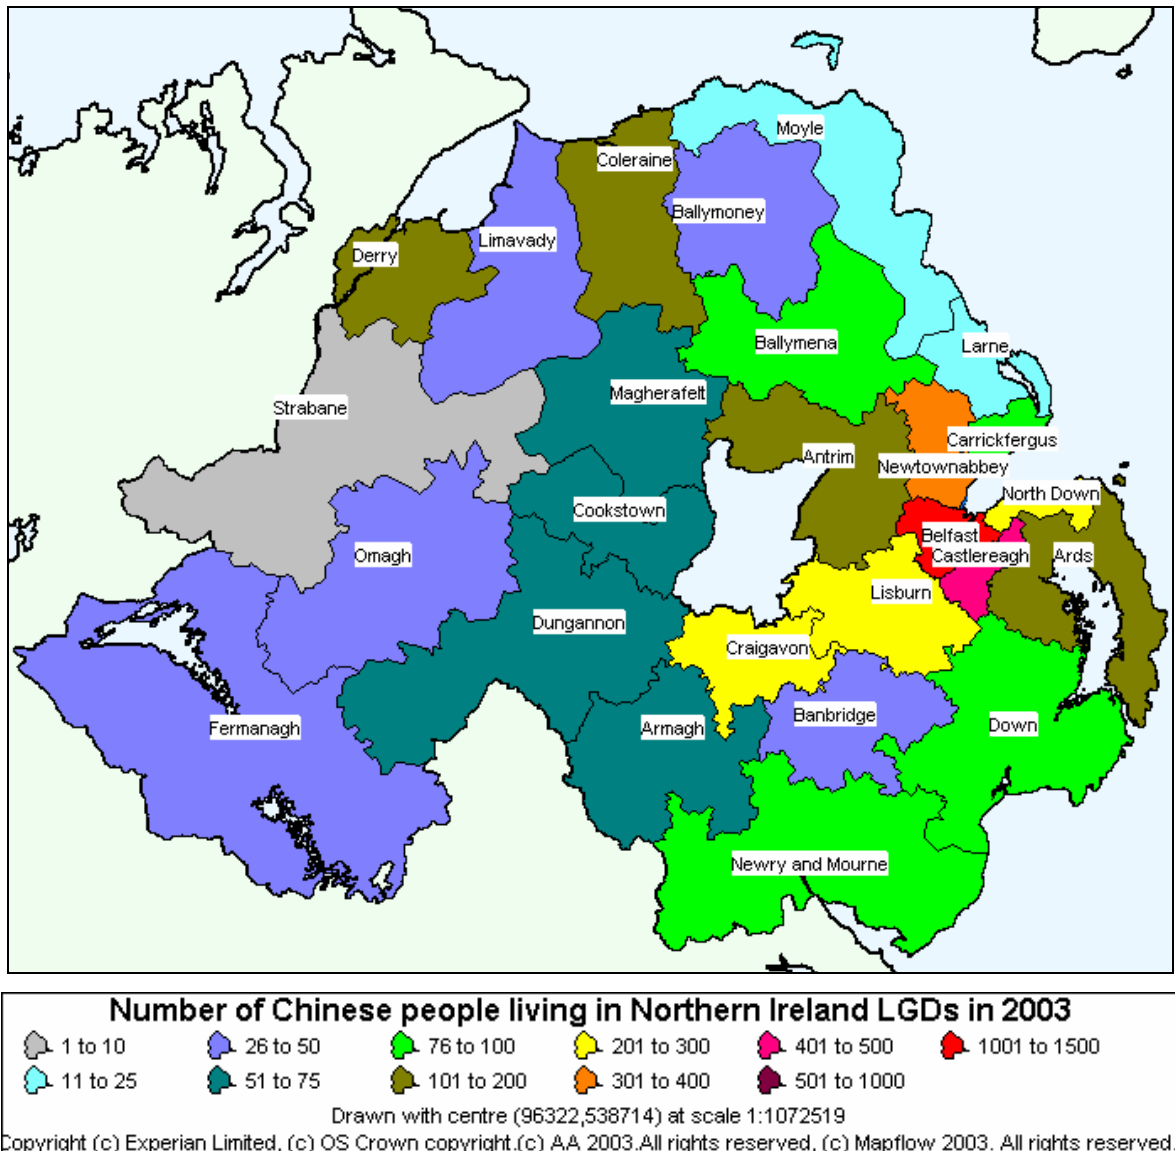 Moyle
Coleraine
Ballymoney
Limavady
Derry
Ballymena
Larne
Magherafelt
Strabane
Carrickfergus
Antrim
Newtownabbey
North Down
Cookstown
Belfast
Castlereagh
Ards
Omagh
Lisburn
Dungannon
Craigavon
Banbridge
Fermanagh
Armagh
Down
Newry and Mourne
Number of Chinese people living in Northern Ireland LGDs in 2003
1 to 10 26 to 50 76 to 100 201 to 300 401 to 500 1001 to 1500
11 to 25 51 to 75 101 to 200 301 to 400 501 to 1000
Drawn with centre (96322,538714) at scale 1:1072519
Copyright (c) Experian Limited, (c) OS Crown copyright.(c) AA 2003.All rights reserved, (c) Mapflow 2003. All rights reserved